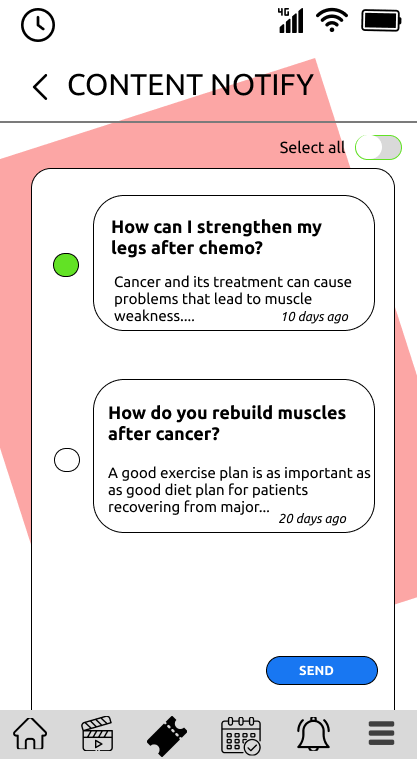 4G
CONTENT NOTIFY
Select all
How can I strengthen my
legs after chemo?
Cancer and its treatment can cause
problems that lead to muscle
weakness....
10 days ago
How do you rebuild muscles
after cancer?
A good exercise plan is as important as
as good diet plan for patients
recovering from major...
20 days ago
SEND